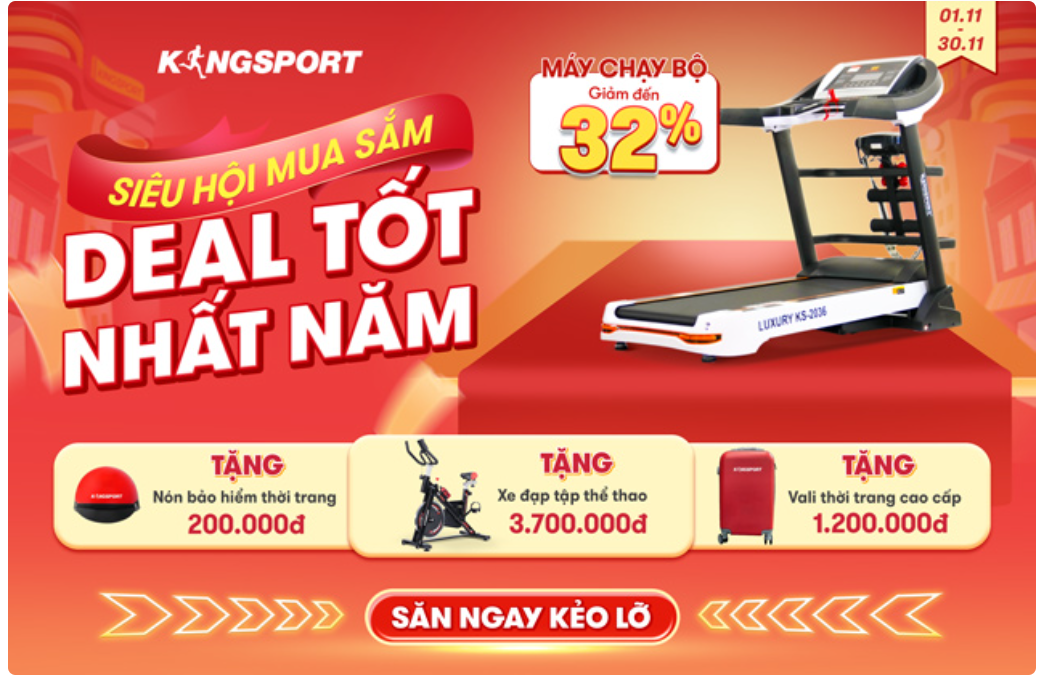 01.11
-
30.11
KINGSPORT
MÁY CHẠY BỘ
Giảm đến
32%
SIÊU HỘI MUA SẮM
DEAL TỐT
NHẤT NĂM
LUXURY KS-2036
TẶNG
Nón bảo hiểm thời trang
200.000đ
KINGSPORT
TẶNG
Xe đạp tập thể thao
3.700.000đ
TẶNG
Vali thời trang cao cấp
1.200.000đ
KINGSPORT
SĂN NGAY KẺO LỠ